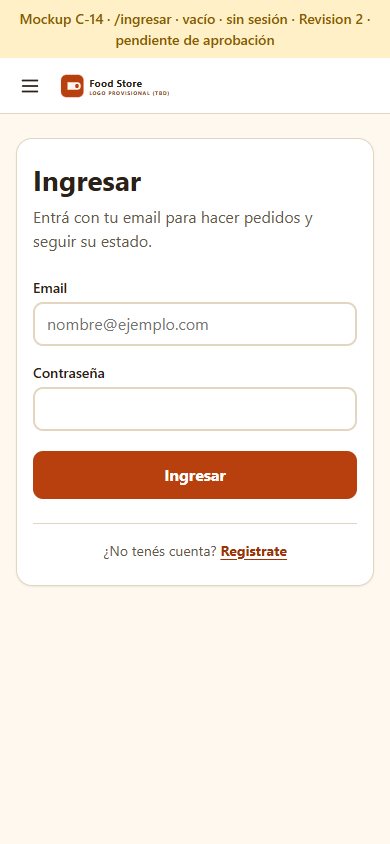 Mockup C-14 · /ingresar · vacío · sin sesión · Revision 2 ·
pendiente de aprobación
Food Store
LOGO PROVISIONAL (TBD)
Ingresar
Entrá con tu email para hacer pedidos y
seguir su estado.
Email
nombre@ejemplo.com
Contraseña
Ingresar
¿No tenés cuenta? Registrate